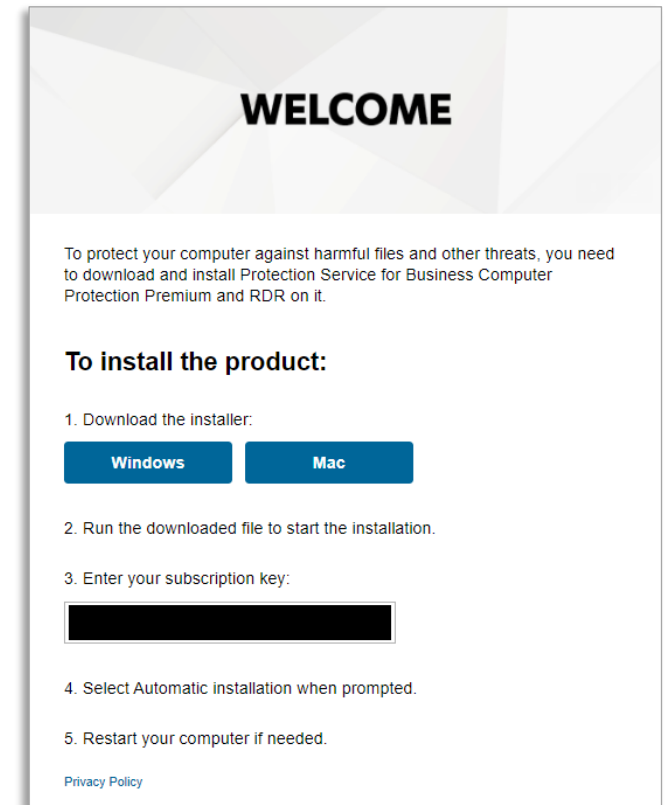 WELCOME
To protect your computer against harmful files and other threats, you need
to download and install Protection Service for Business Computer
Protection Premium and RDR on it.
To install the product:
1. Download the installer:
Windows Mac
2. Run the downloaded file to start the installation.
3. Enter your subscription key:
4. Select Automatic installation when prompted.
5. Restart your computer if needed.
Privacy Policy